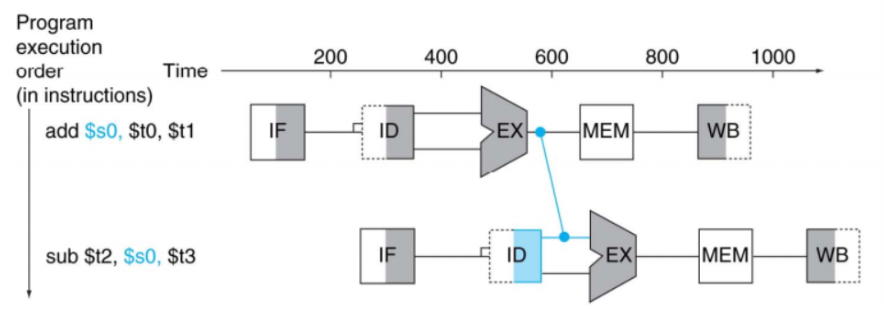 Program
execution
order
(in instructions)
Time
200 400 600 800 1000
add $s0, $t0, $t1
IF ID EX MEM WB
sub $t2, $s0, $t3
IF ID EX MEM WB